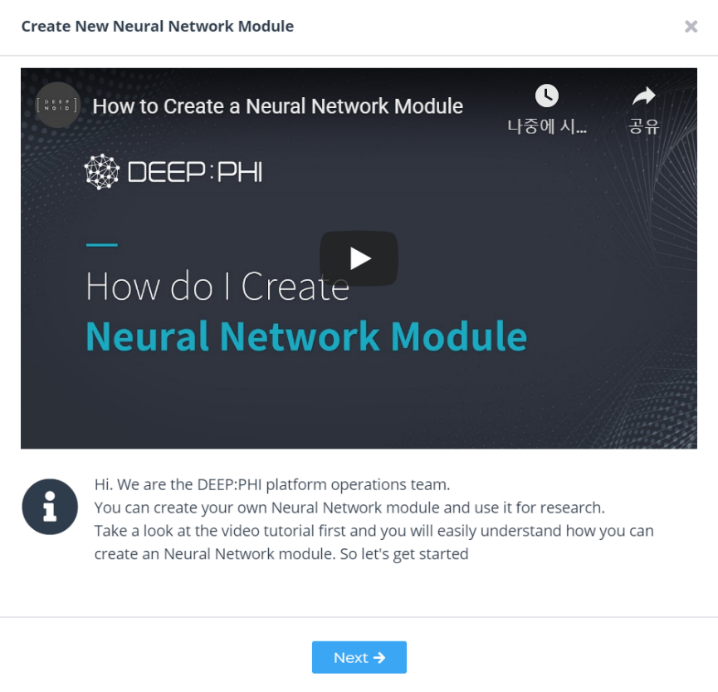 Create New Neural Network Module
[ DEEP NOID ]
How to Create a Neural Network Module
나중에 시...
공유
DEEP:PHI
How do I Create
Neural Network Module
Hi. We are the DEEP:PHI platform operations team.
You can create your own Neural Network module and use it for research.
Take a look at the video tutorial first and you will easily understand how you can
create an Neural Network module. So let's get started
Next